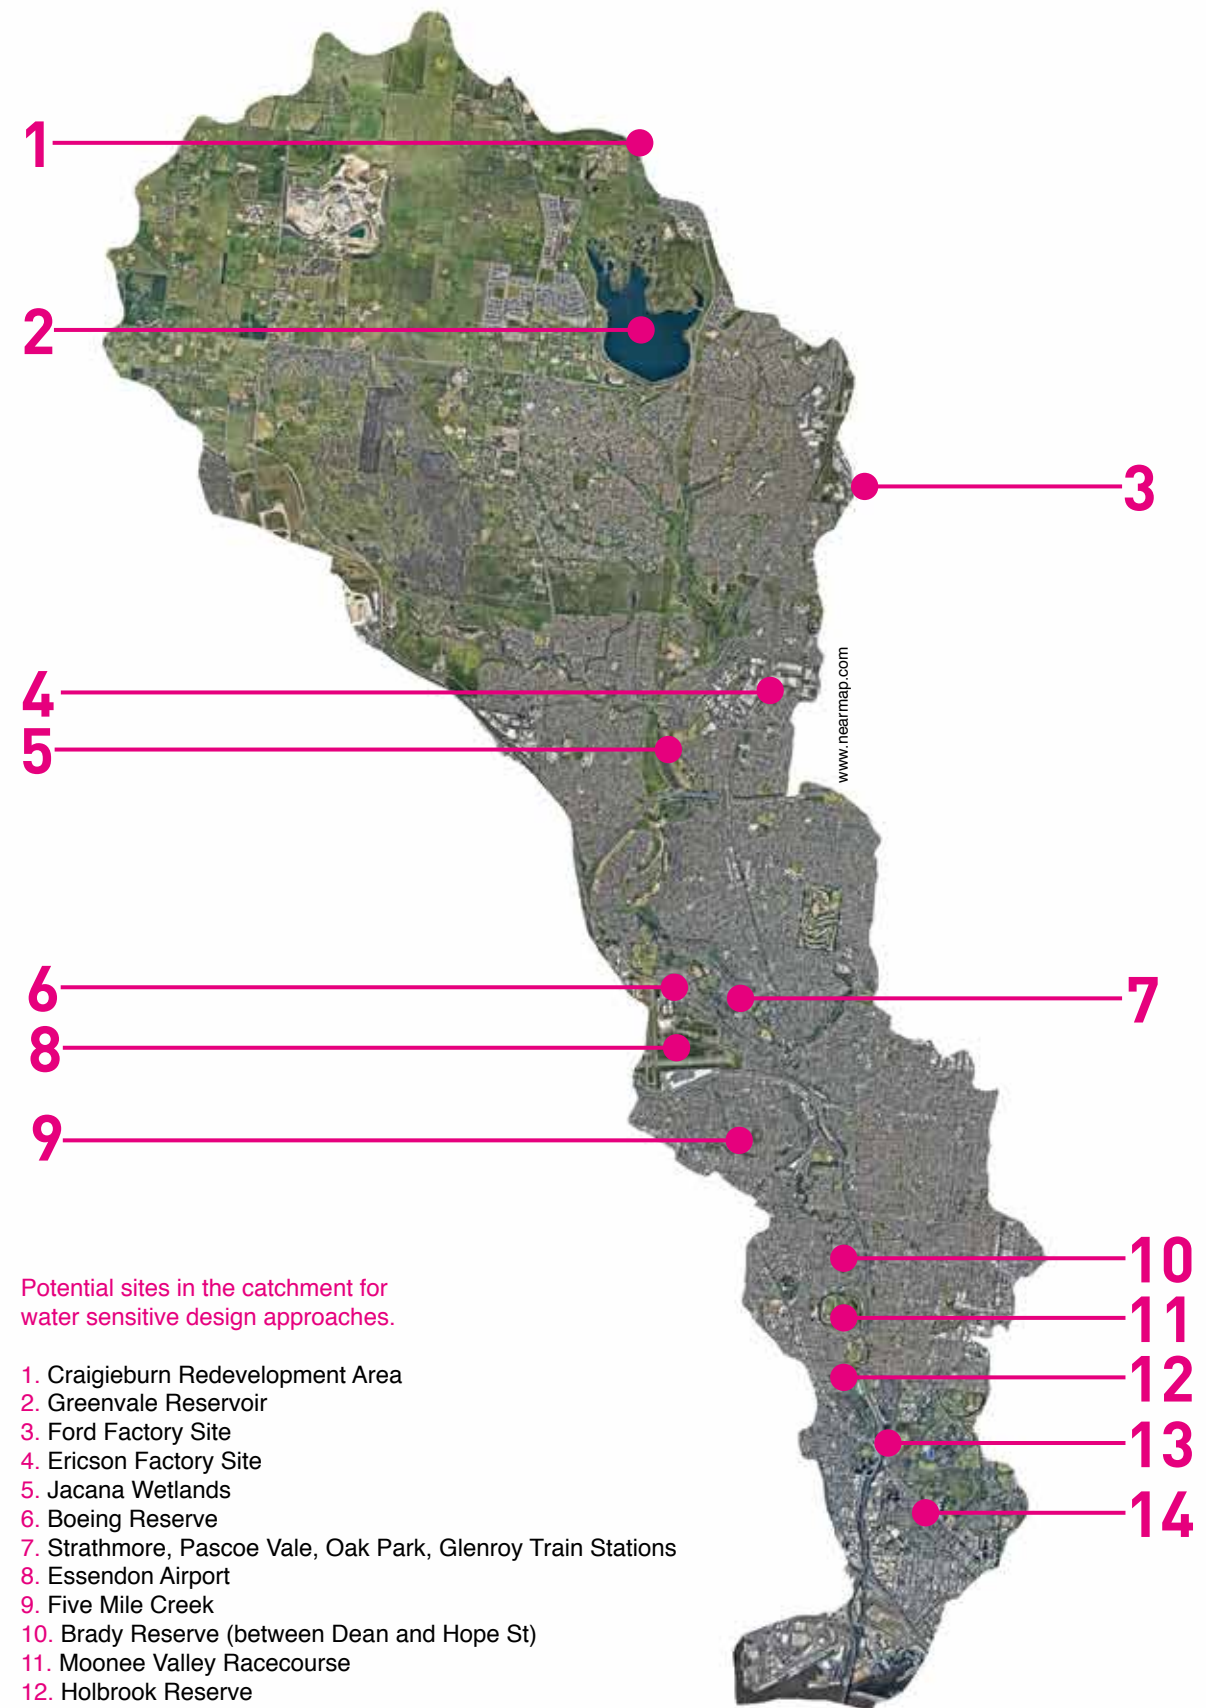 1
2
3
4
5
www.nearmap.com
6
7
8
9
10
11
12
13
14
Potential sites in the catchment for
water sensitive design approaches.
1. Craigieburn Redevelopment Area
2. Greenvale Reservoir
3. Ford Factory Site
4. Ericson Factory Site
5. Jacana Wetlands
6. Boeing Reserve
7. Strathmore, Pascoe Vale, Oak Park, Glenroy Train Stations
8. Essendon Airport
9. Five Mile Creek
10. Brady Reserve (between Dean and Hope St)
11. Moonee Valley Racecourse
12. Holbrook Reserve